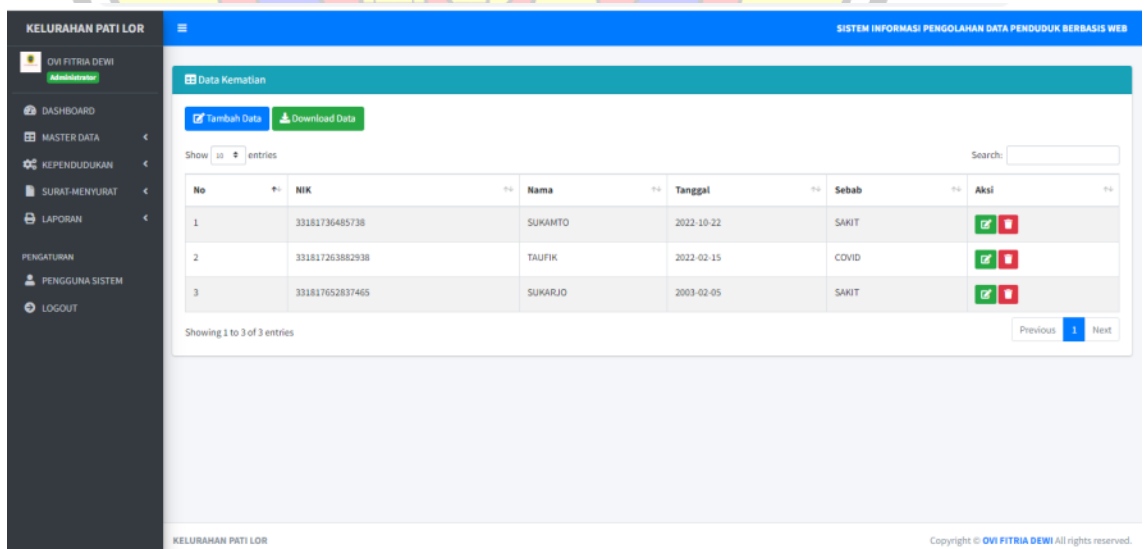 KELURAHAN PATI LOR
SISTEM INFORMASI PENGOLAHAN DATA PENDUDUK BERBASIS WEB
OVI FITRIA DEWI
Administrator
DASHBOARD
MASTER DATA
KEPENDUDUKAN
SURAT-MENYURAT
LAPORAN
PENGATURAN
PENGGUNA SISTEM
LOGOUT
Data Kematian
Tambah Data Download Data
Show 10 entries Search:
No NIK Nama Tanggal Sebab Aksi
1 33181736485738 SUKAMTO 2022-10-22 SAKIT
2 331817263882938 TAUFIK 2022-02-15 COVID
3 331817652837465 SUKARJO 2003-02-05 SAKIT
Showing 1 to 3 of 3 entries Previous 1 Next
KELURAHAN PATI LOR Copyright © OVI FITRIA DEWI All rights reserved.